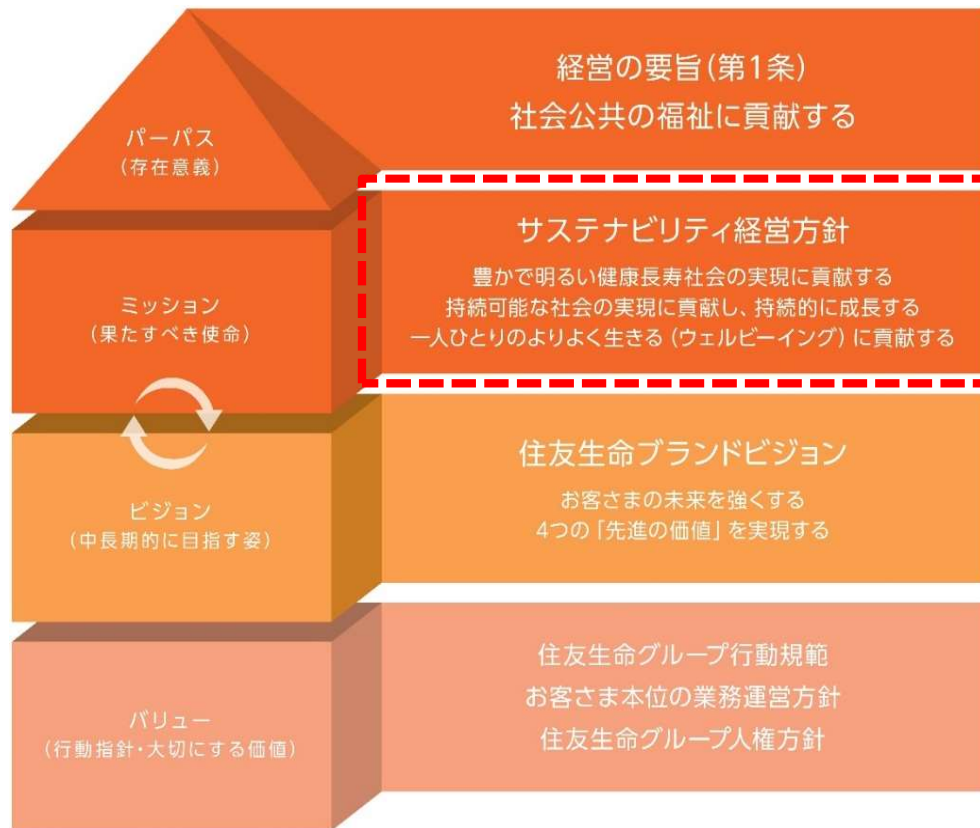 経営の要旨(第1条)
社会公共の福祉に貢献する
パーパス
(存在意義)
サステナビリティ経営方針
豊かで明るい健康長寿社会の実現に貢献する
持続可能な社会の実現に貢献し、持続的に成長する
一人ひとりのよりよく生きる(ウェルビーイング)に貢献する
ミッション
(果たすべき使命)
住友生命ブランドビジョン
お客さまの未来を強くする
4つの「先進の価値」を実現する
ビジョン
(中長期的に目指す姿)
住友生命グループ行動規範
お客さま本位の業務運営方針
住友生命グループ人権方針
バリュー
(行動指針・大切にする価値)